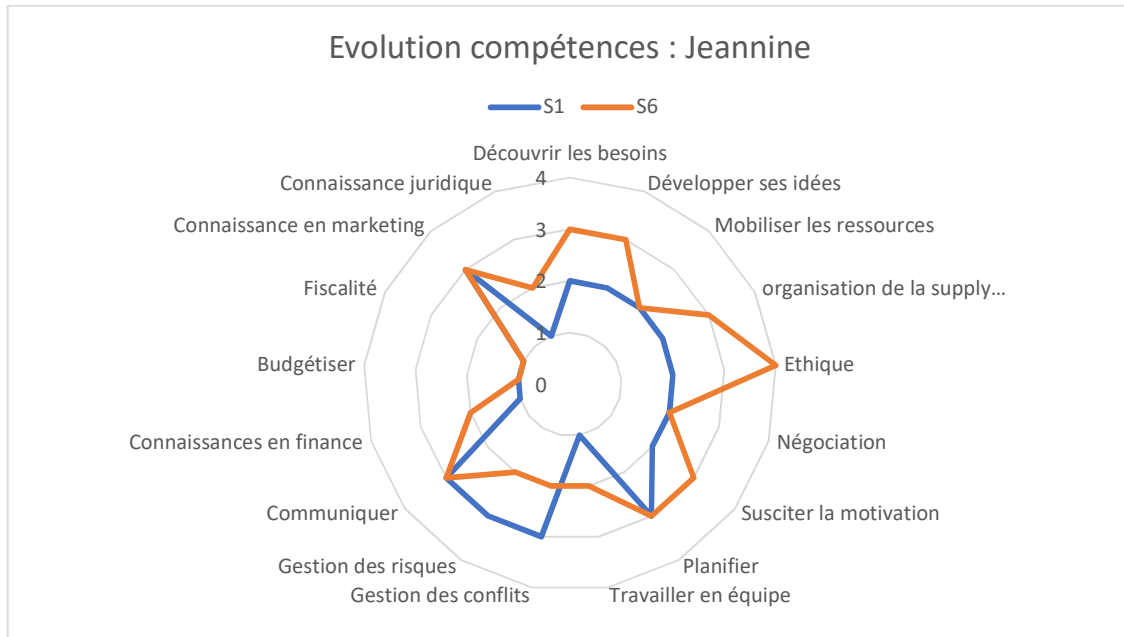 Evolution compétences : Jeannine
S1 S6
Découvrir les besoins
Connaissance juridique
Développer ses idées
Connaissance en marketing
Mobiliser les ressources
Fiscalité
organisation de la supply...
Budgétiser
Ethique
Connaissances en finance
Négociation
Communiquer
Susciter la motivation
Gestion des risques
Planifier
Gestion des conflits
Travailler en équipe
4
3
2
1
0